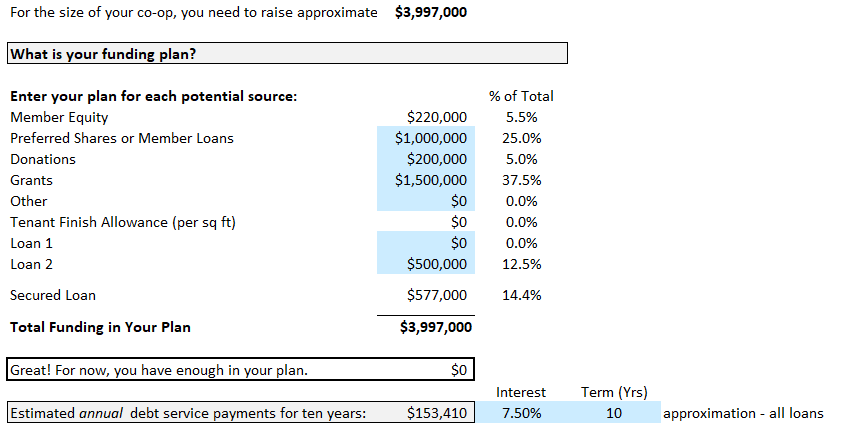 For the size of your co-op, you need to raise approximate $3,997,000
What is your funding plan?
Enter your plan for each potential source: % of Total
Member Equity $220,000 5.5%
Preferred Shares or Member Loans $1,000,000 25.0%
Donations $200,000 5.0%
Grants $1,500,000 37.5%
Other $0 0.0%
Tenant Finish Allowance (per sq ft) $0 0.0%
Loan 1 $0 0.0%
Loan 2 $500,000 12.5%
Secured Loan $577,000 14.4%
Total Funding in Your Plan $3,997,000
Great! For now, you have enough in your plan. $0
Interest Term (Yrs)
Estimated annual debt service payments for ten years: $153,410 7.50% 10 approximation - all loans